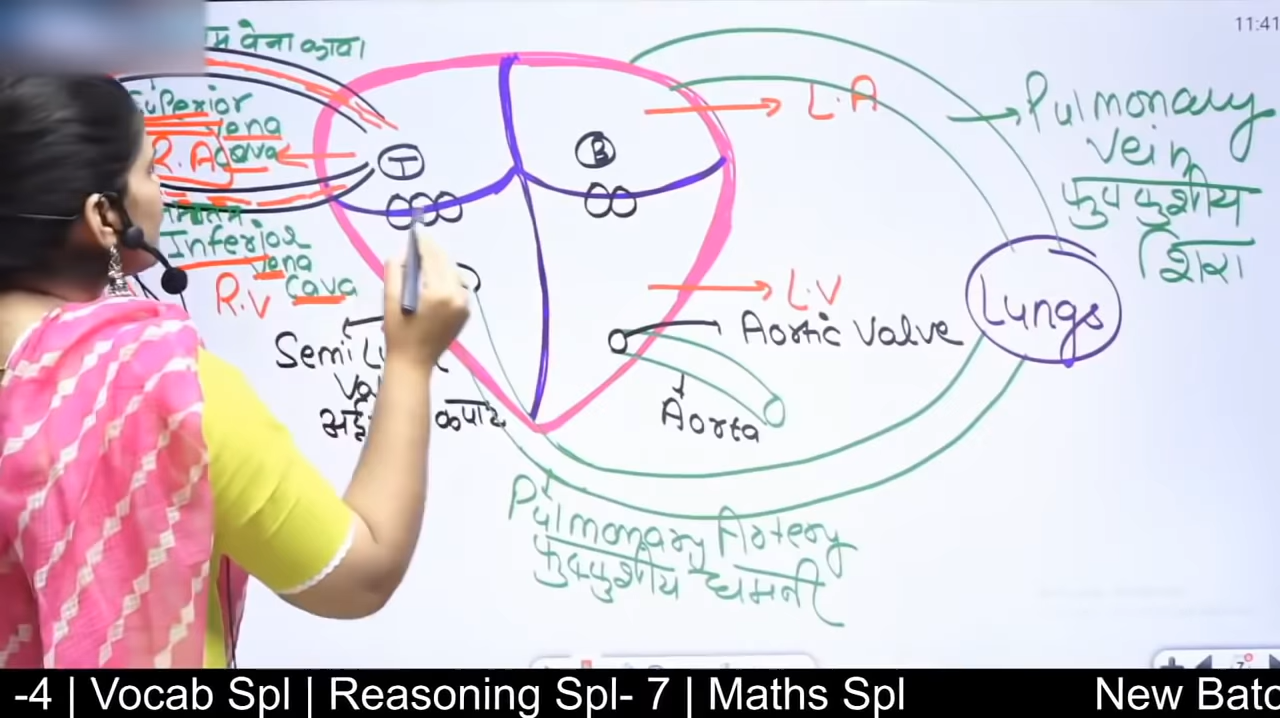 11:41
वेना कावा
Superior
vena
cava
R.A
Inferior
vena
Cava
R.V
T
B
L.A
L.V
Pulmonary
vein
फुफ्फुशीय
शिरा
Lungs
Aortic Valve
Aorta
Semi
कपाट
Pulmonary Artery
फुफ्फुशीय धमनी
-4 | Vocab Spl | Reasoning Spl- 7 | Maths Spl
New Batc